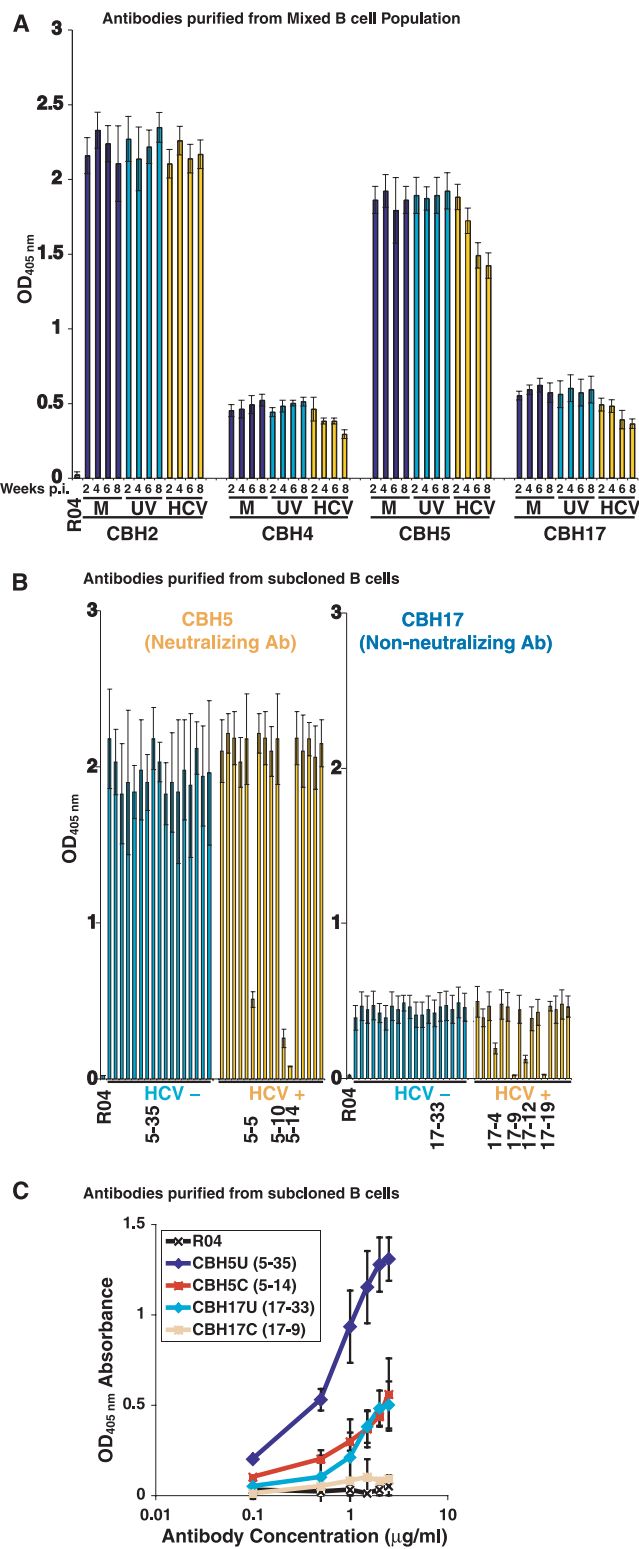 A Antibodies purified from Mixed B cell Population
3
2.5
2
1.5
1
0.5
0
OD405 nm
Weeks p.i. 2 4 6 8 2 4 6 8 2 4 6 8 2 4 6 8 2 4 6 8 2 4 6 8 2 4 6 8 2 4 6 8 2 4 6 8 2 4 6 8 2 4 6 8 2 4 6 8
R04 M UV HCV M UV HCV M UV HCV M UV HCV
CBH2 CBH4 CBH5 CBH17
B Antibodies purified from subcloned B cells
3
2
1
0
OD405 nm
CBH5
(Neutralizing Ab)
R04 HCV – HCV +
5-35 5-5 5-10 5-14
3
2
1
0
CBH17
(Non-neutralizing Ab)
R04 HCV – HCV +
17-33 17-4 17-9 17-12 17-19
C Antibodies purified from subcloned B cells
1.5
1
0.5
0
OD405 nm Absorbance
R04
CBH5U (5-35)
CBH5C (5-14)
CBH17U (17-33)
CBH17C (17-9)
0.01 0.1 1 10
Antibody Concentration (μg/ml)